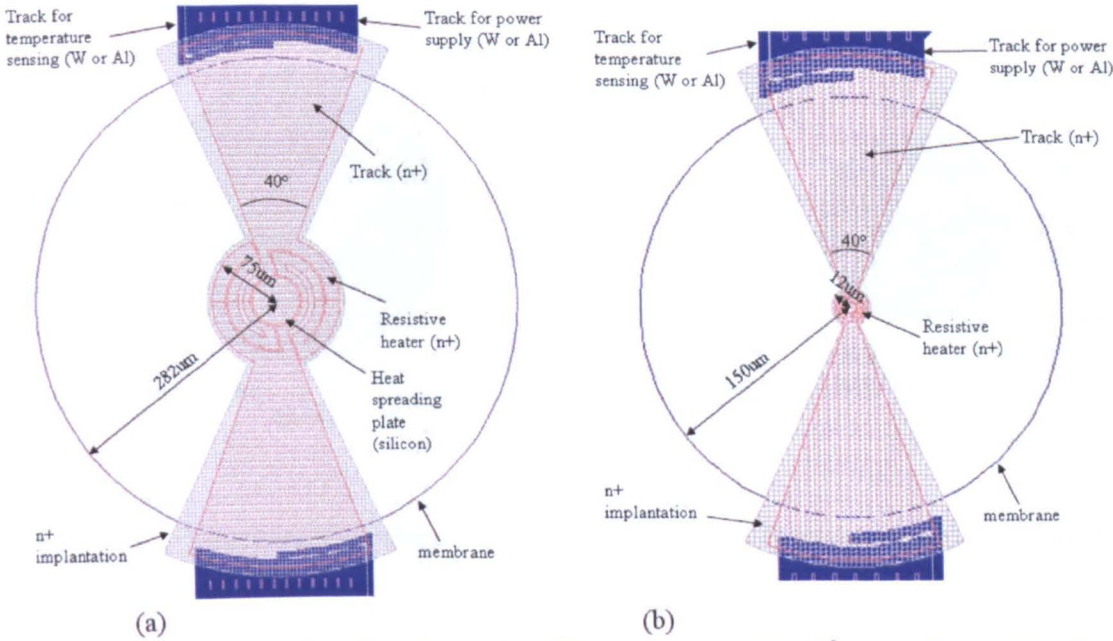 Track for
temperature
sensing (W or Al)
Track for power
supply (W or Al)
Track (n+)
40°
75um
282um
Resistive
heater (n+)
Heat
spreading
plate
(silicon)
n+
implantation
membrane
(a)
Track for
temperature
sensing (W or Al)
Track for power
supply (W or Al)
Track (n+)
40°
12um
150um
Resistive
heater (n+)
n+
implantation
membrane
(b)